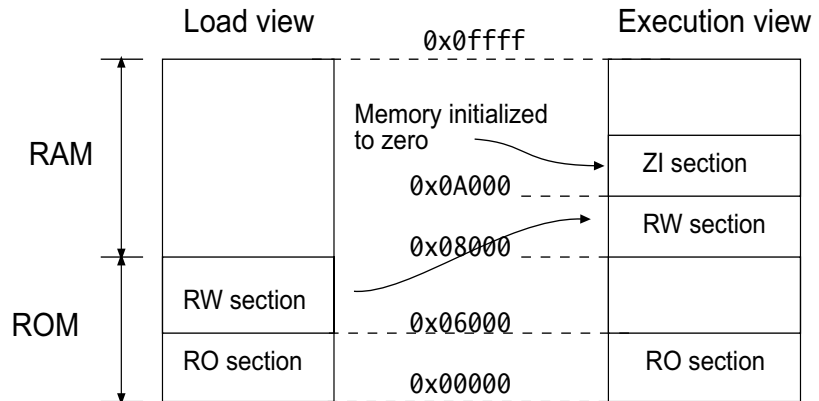 Load view
Execution view
0x0ffff
Memory initialized
to zero
RAM
ZI section
0x0A000
RW section
0x08000
RW section
ROM
0x06000
RO section
RO section
0x00000